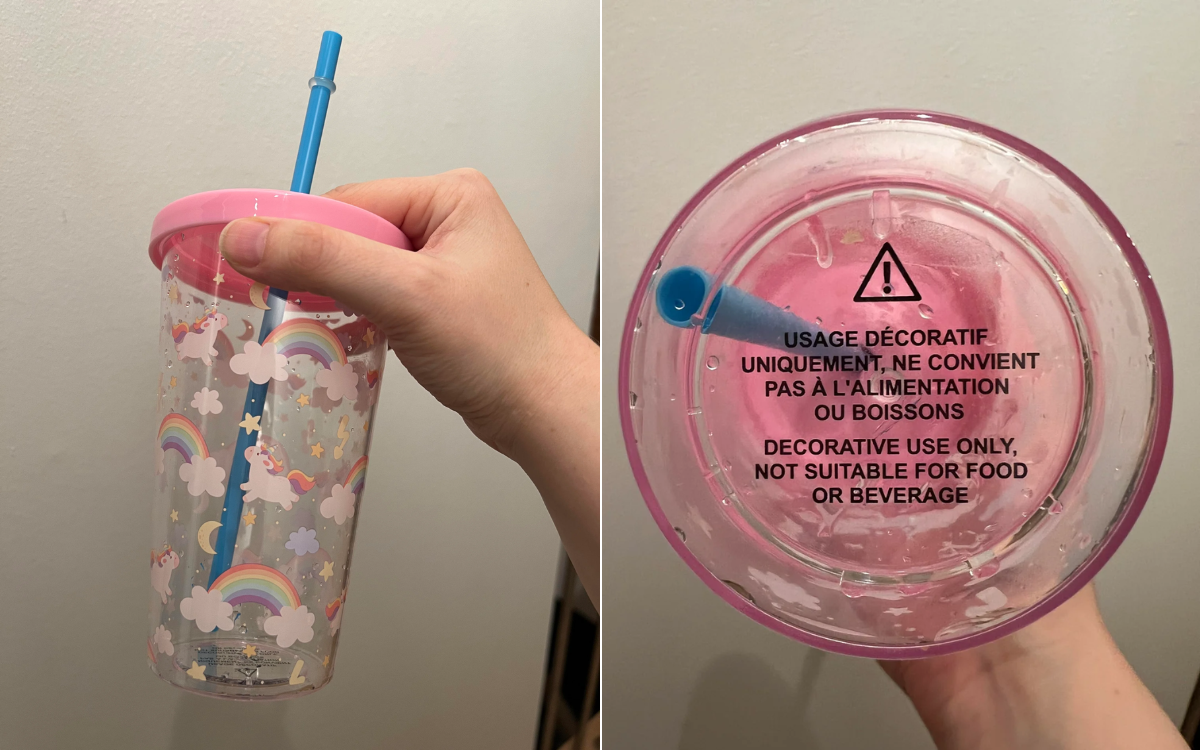 USAGE DÉCORATIF
UNIQUEMENT, NE CONVIENT
PAS À L'ALIMENTATION
OU BOISSONS
DECORATIVE USE ONLY,
NOT SUITABLE FOR FOOD
OR BEVERAGE